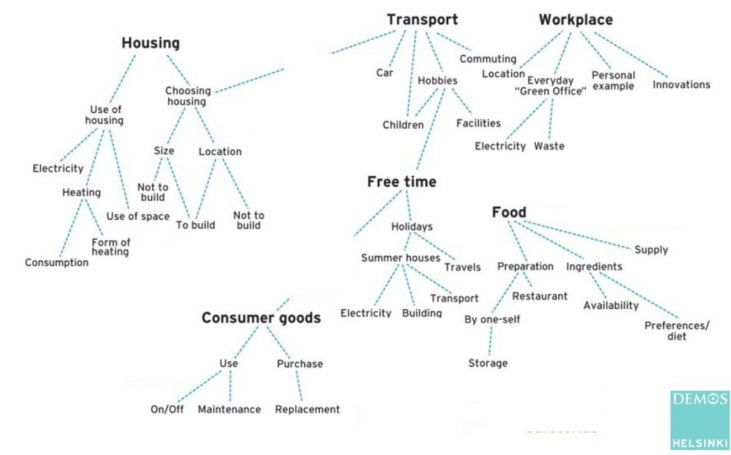 Housing
Use of
housing
Choosing
housing
Electricity
Heating
Use of space
Consumption
Form of
heating
Size
Location
Not to
build
To build
Not to
build
Transport
Car
Children
Hobbies
Commuting
Facilities
Workplace
Location
Everyday
"Green Office"
Personal
example
Innovations
Electricity
Waste
Free time
Holidays
Summer houses
Travels
Electricity
Building
Transport
Food
Preparation
Ingredients
Supply
By one-self
Restaurant
Storage
Availability
Preferences/
diet
Consumer goods
Use
Purchase
On/Off
Maintenance
Replacement
DEMOS
HELSINKI